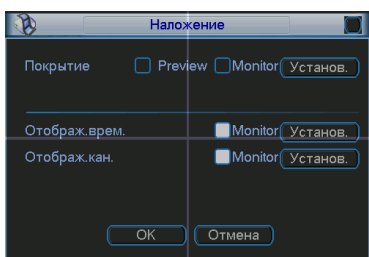 Наложение
Покрытие Preview Monitor Установ.
Отображ.врем. Monitor Установ.
Отображ.кан. Monitor Установ.
OK Отмена